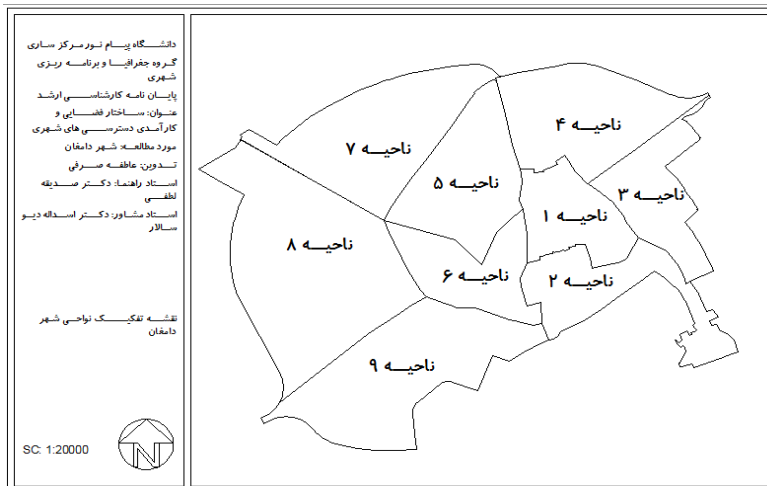 دانشگاه پیام نور مرکز ساری
گروه جغرافیا و برنامه ریزی
شهری
پایان نامه کارشناسی ارشد
عنوان: ساختار فضایی و
کارآمدی دسترسی های شهری
مورد مطالعه: شهر دامغان
تدوین: عاطفه صرفی
استاد راهنما: دکتر صدیقه
لطفی
استاد مشاور: دکتر اسداله دیو
سالار
نقشه تفکیک نواحی شهر
دامغان
SC: 1:20000
N
ناحیه ۴
ناحیه ۷
ناحیه ۵
ناحیه ۳
ناحیه ۱
ناحیه ۸
ناحیه ۶
ناحیه ۲
ناحیه ۹